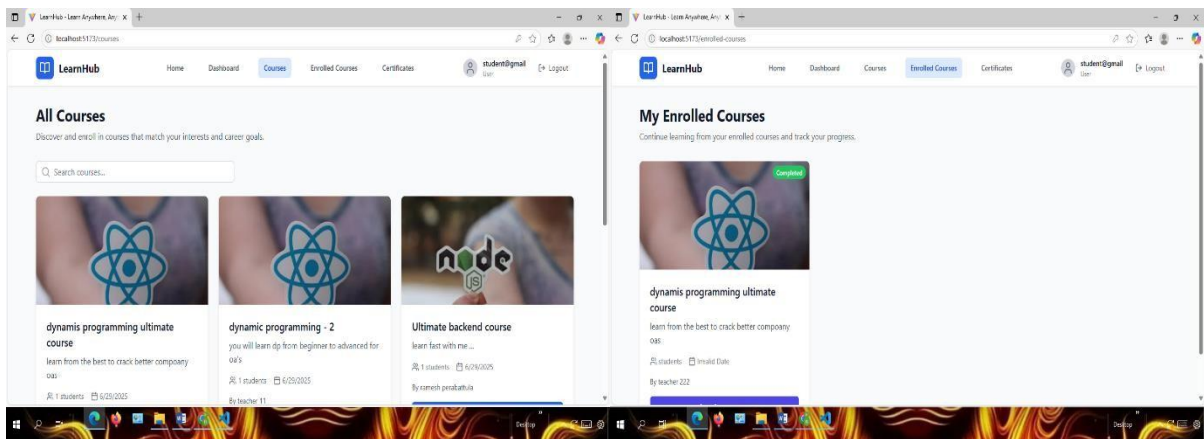 LearnHub - Learn Anywhere, Any
localhost:5173/courses
LearnHub
Home
Dashboard
Courses
Enrolled Courses
Certificates
student@gmail
User
Logout
All Courses
Discover and enroll in courses that match your interests and career goals.
Search courses...
dynamis programming ultimate
course
learn from the best to crack better compoany
oas
1 students 6/29/2025
dynamic programming - 2
you will learn dp from beginner to advanced for
oa's
1 students 6/29/2025
By teacher 11
node
JS
Ultimate backend course
learn fast with me ...
1 students 6/29/2025
By ramesh perabattula
Desktop
LearnHub - Learn Anywhere, Any
localhost:5173/enrolled-courses
LearnHub
Home
Dashboard
Courses
Enrolled Courses
Certificates
student@gmail
User
Logout
My Enrolled Courses
Continue learning from your enrolled courses and track your progress.
Completed
dynamis programming ultimate
course
learn from the best to crack better compoany
oas
students Invalid Date
By teacher 222
Desktop